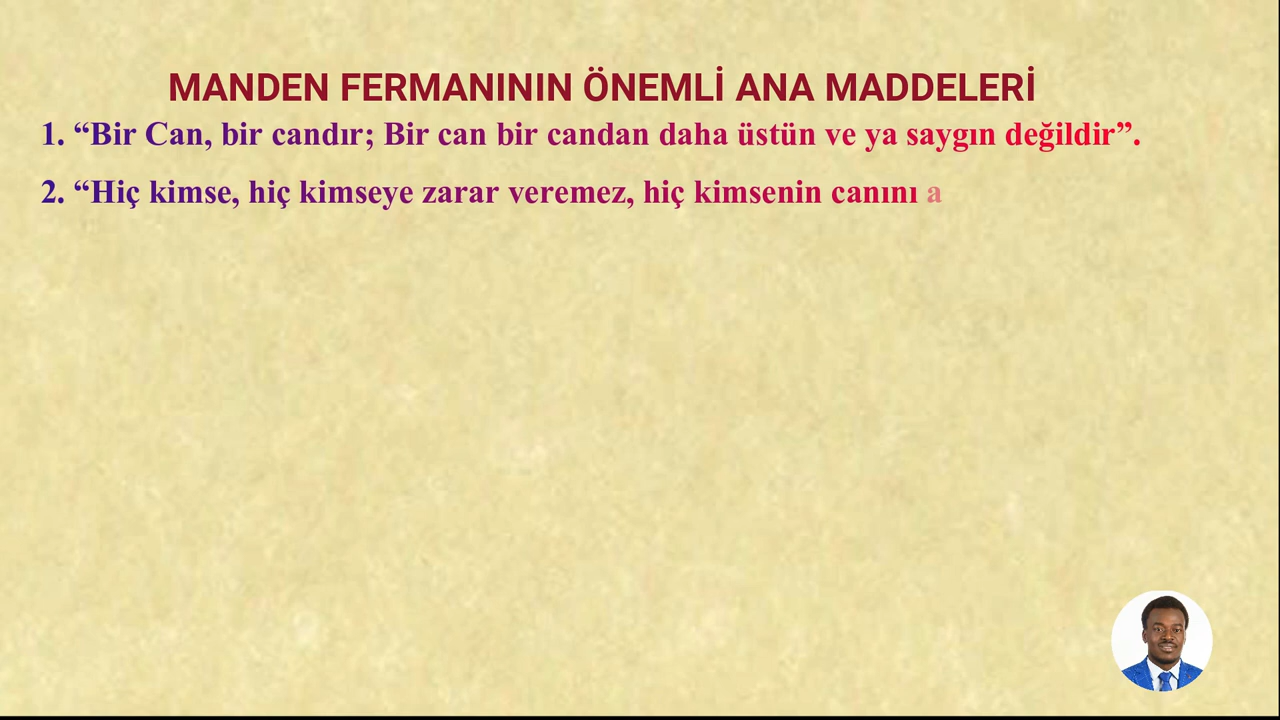 MANDEN FERMANININ ÖNEMLİ ANA MADDELERİ
1. “Bir Can, bir candır; Bir can bir candan daha üstün ve ya saygın değildir”.
2. “Hiç kimse, hiç kimseye zarar veremez, hiç kimsenin canını a